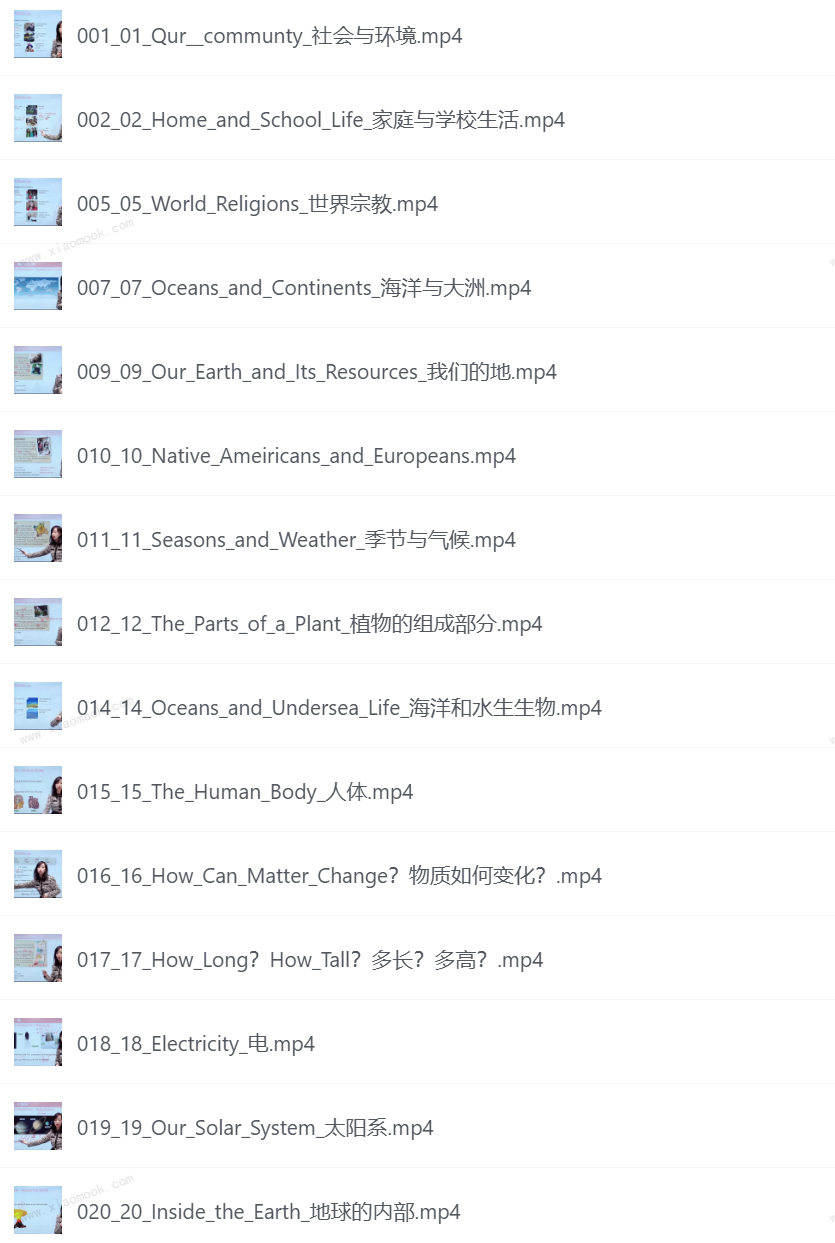 001_01_Qur__communty_社会与环境.mp4
002_02_Home_and_School_Life_家庭与学校生活.mp4
005_05_World_Religions_世界宗教.mp4
www.xiaomook.com
007_07_Oceans_and_Continents_海洋与大洲.mp4
009_09_Our_Earth_and_Its_Resources_我们的地.mp4
010_10_Native_Ameiricans_and_Europeans.mp4
011_11_Seasons_and_Weather_季节与气候.mp4
012_12_The_Parts_of_a_Plant_植物的组成部分.mp4
014_14_Oceans_and_Undersea_Life_海洋和水生生物.mp4
www.xiaomook.com
015_15_The_Human_Body_人体.mp4
016_16_How_Can_Matter_Change？物质如何变化？.mp4
017_17_How_Long？How_Tall？多长？多高？.mp4
018_18_Electricity_电.mp4
019_19_Our_Solar_System_太阳系.mp4
020_20_Inside_the_Earth_地球的内部.mp4
www.xiaomook.com